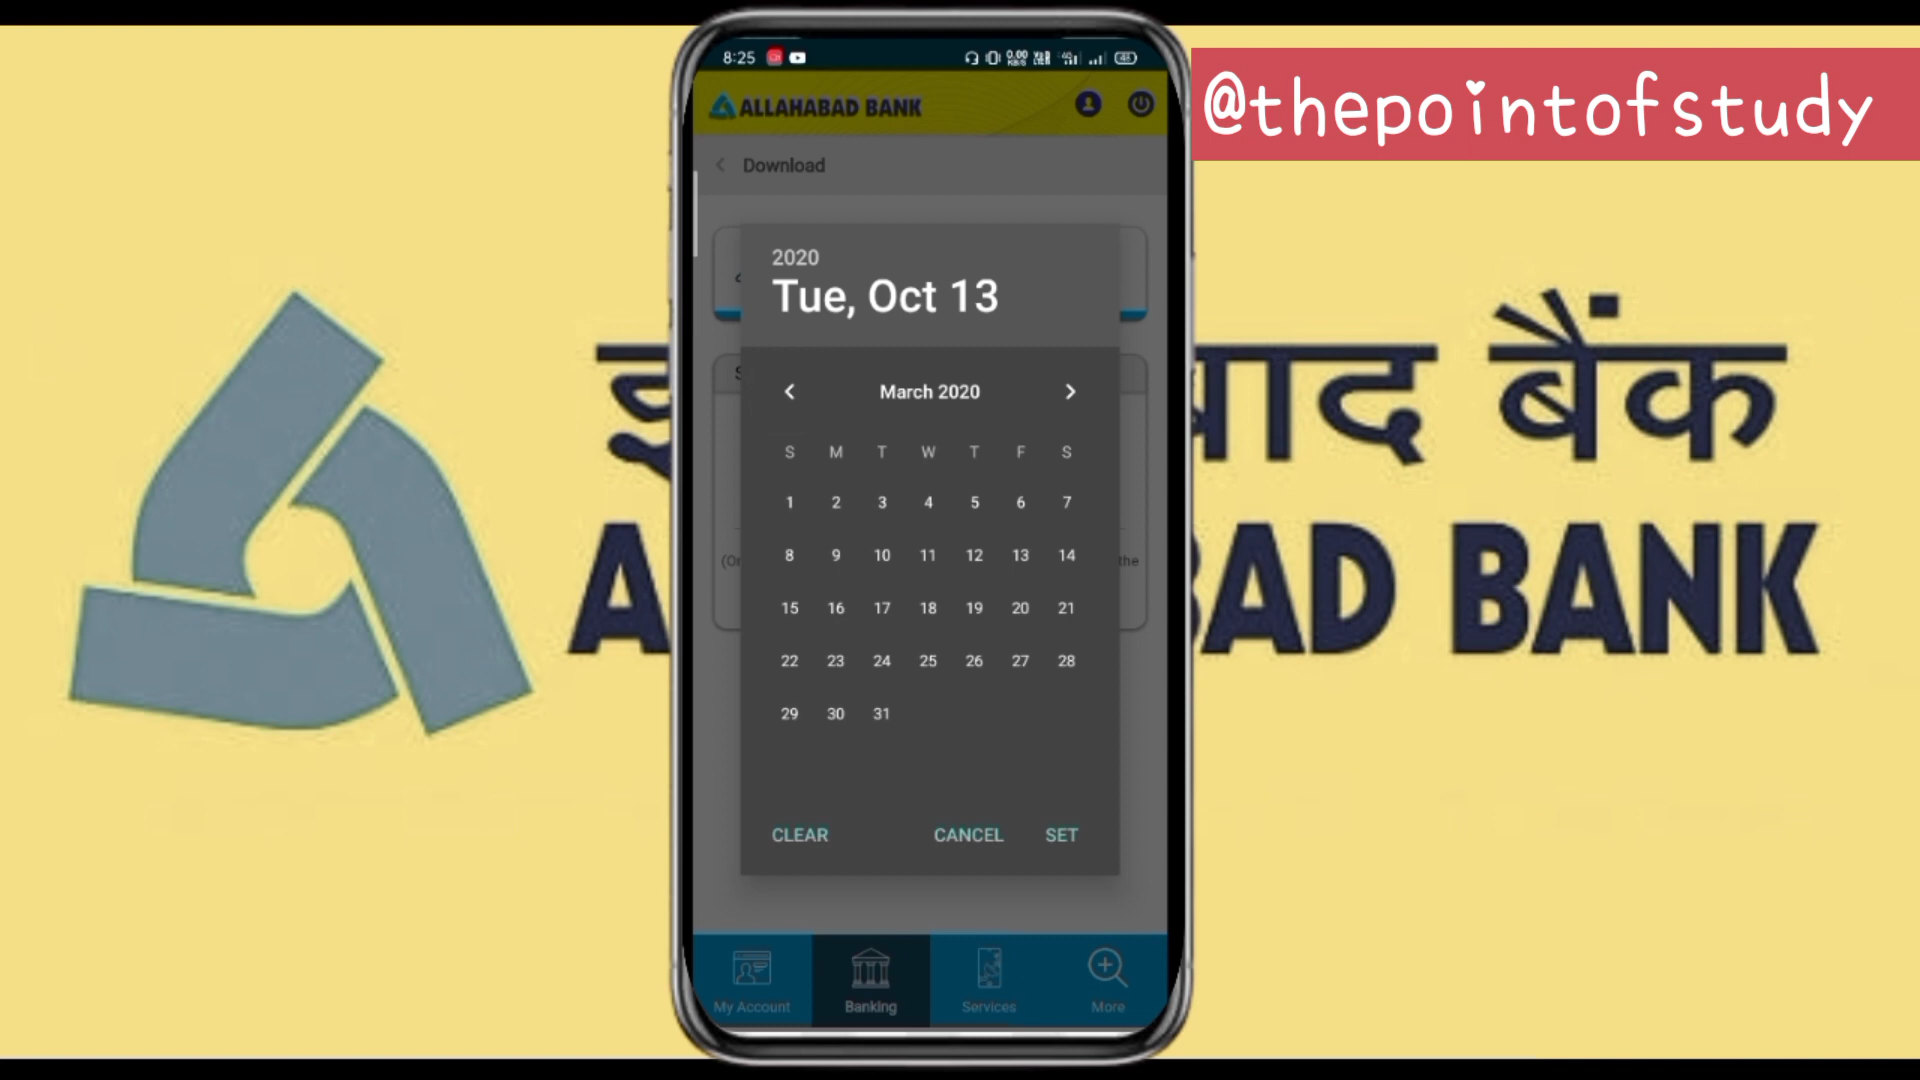 @thepointofstudy
8:25
ALLAHABAD BANK
Download
2020
Tue, Oct 13
March 2020
S M T W T F S
1 2 3 4 5 6 7
8 9 10 11 12 13 14
15 16 17 18 19 20 21
22 23 24 25 26 27 28
29 30 31
the
CLEAR CANCEL SET
My Account Banking Services More
बैंक
BANK